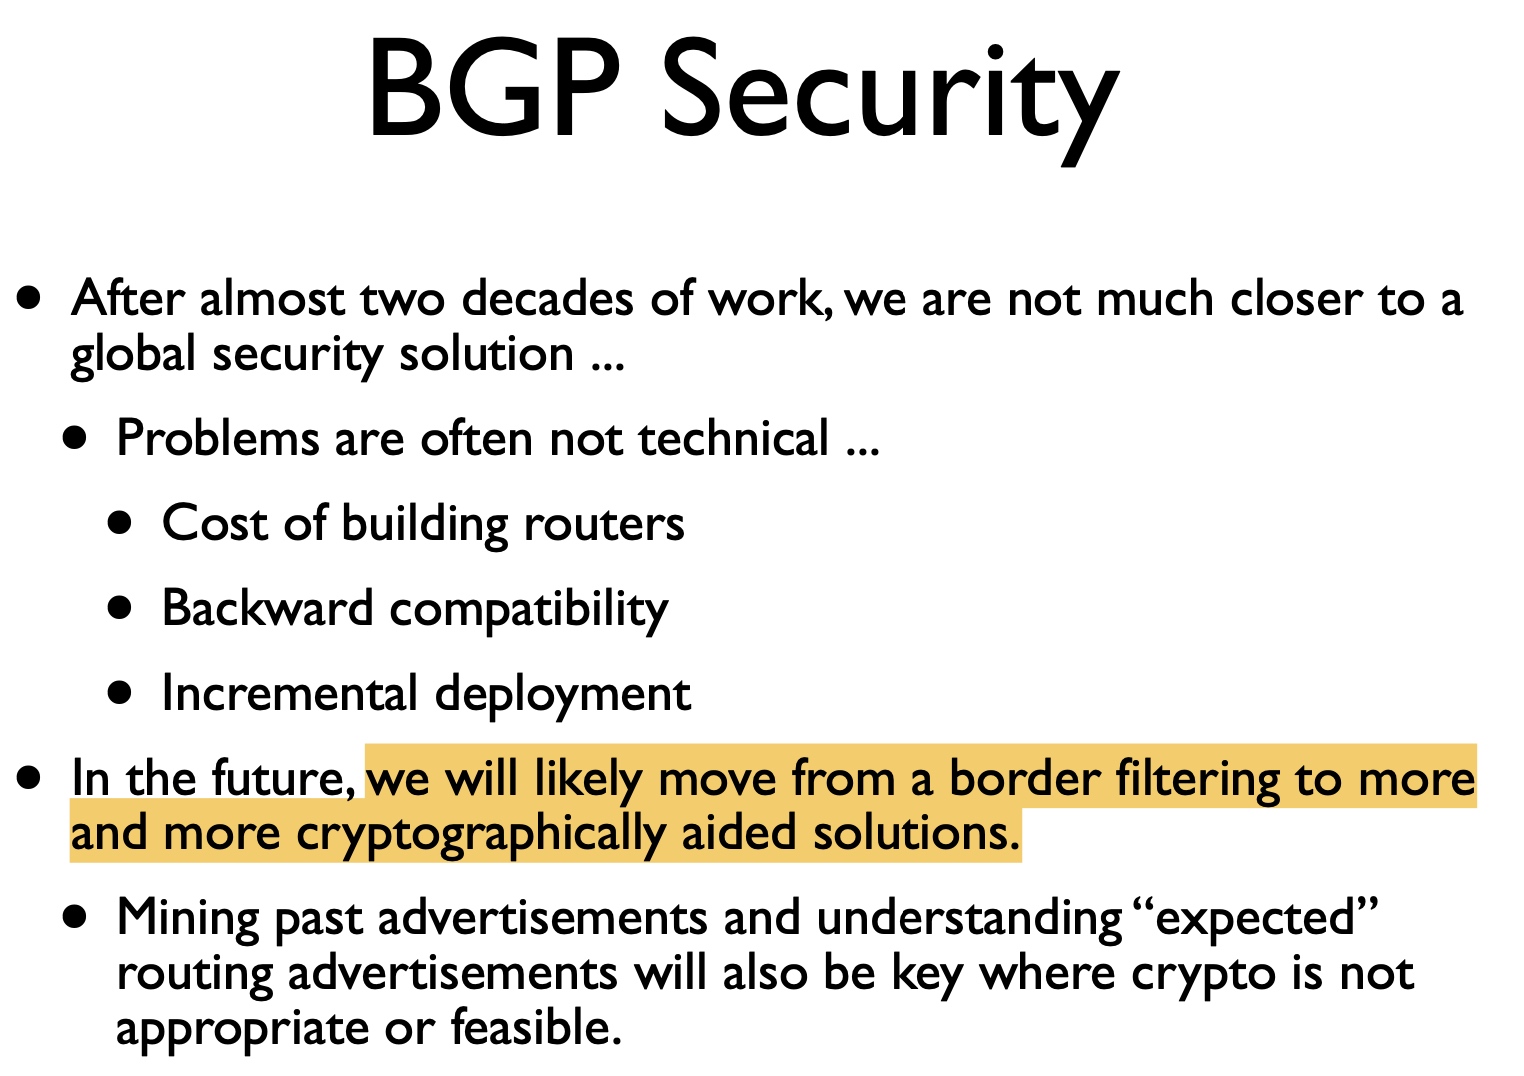 BGP Security
• After almost two decades of work, we are not much closer to a
global security solution ...
• Problems are often not technical ...
• Cost of building routers
• Backward compatibility
• Incremental deployment
• In the future, we will likely move from a border filtering to more
and more cryptographically aided solutions.
• Mining past advertisements and understanding “expected”
routing advertisements will also be key where crypto is not
appropriate or feasible.